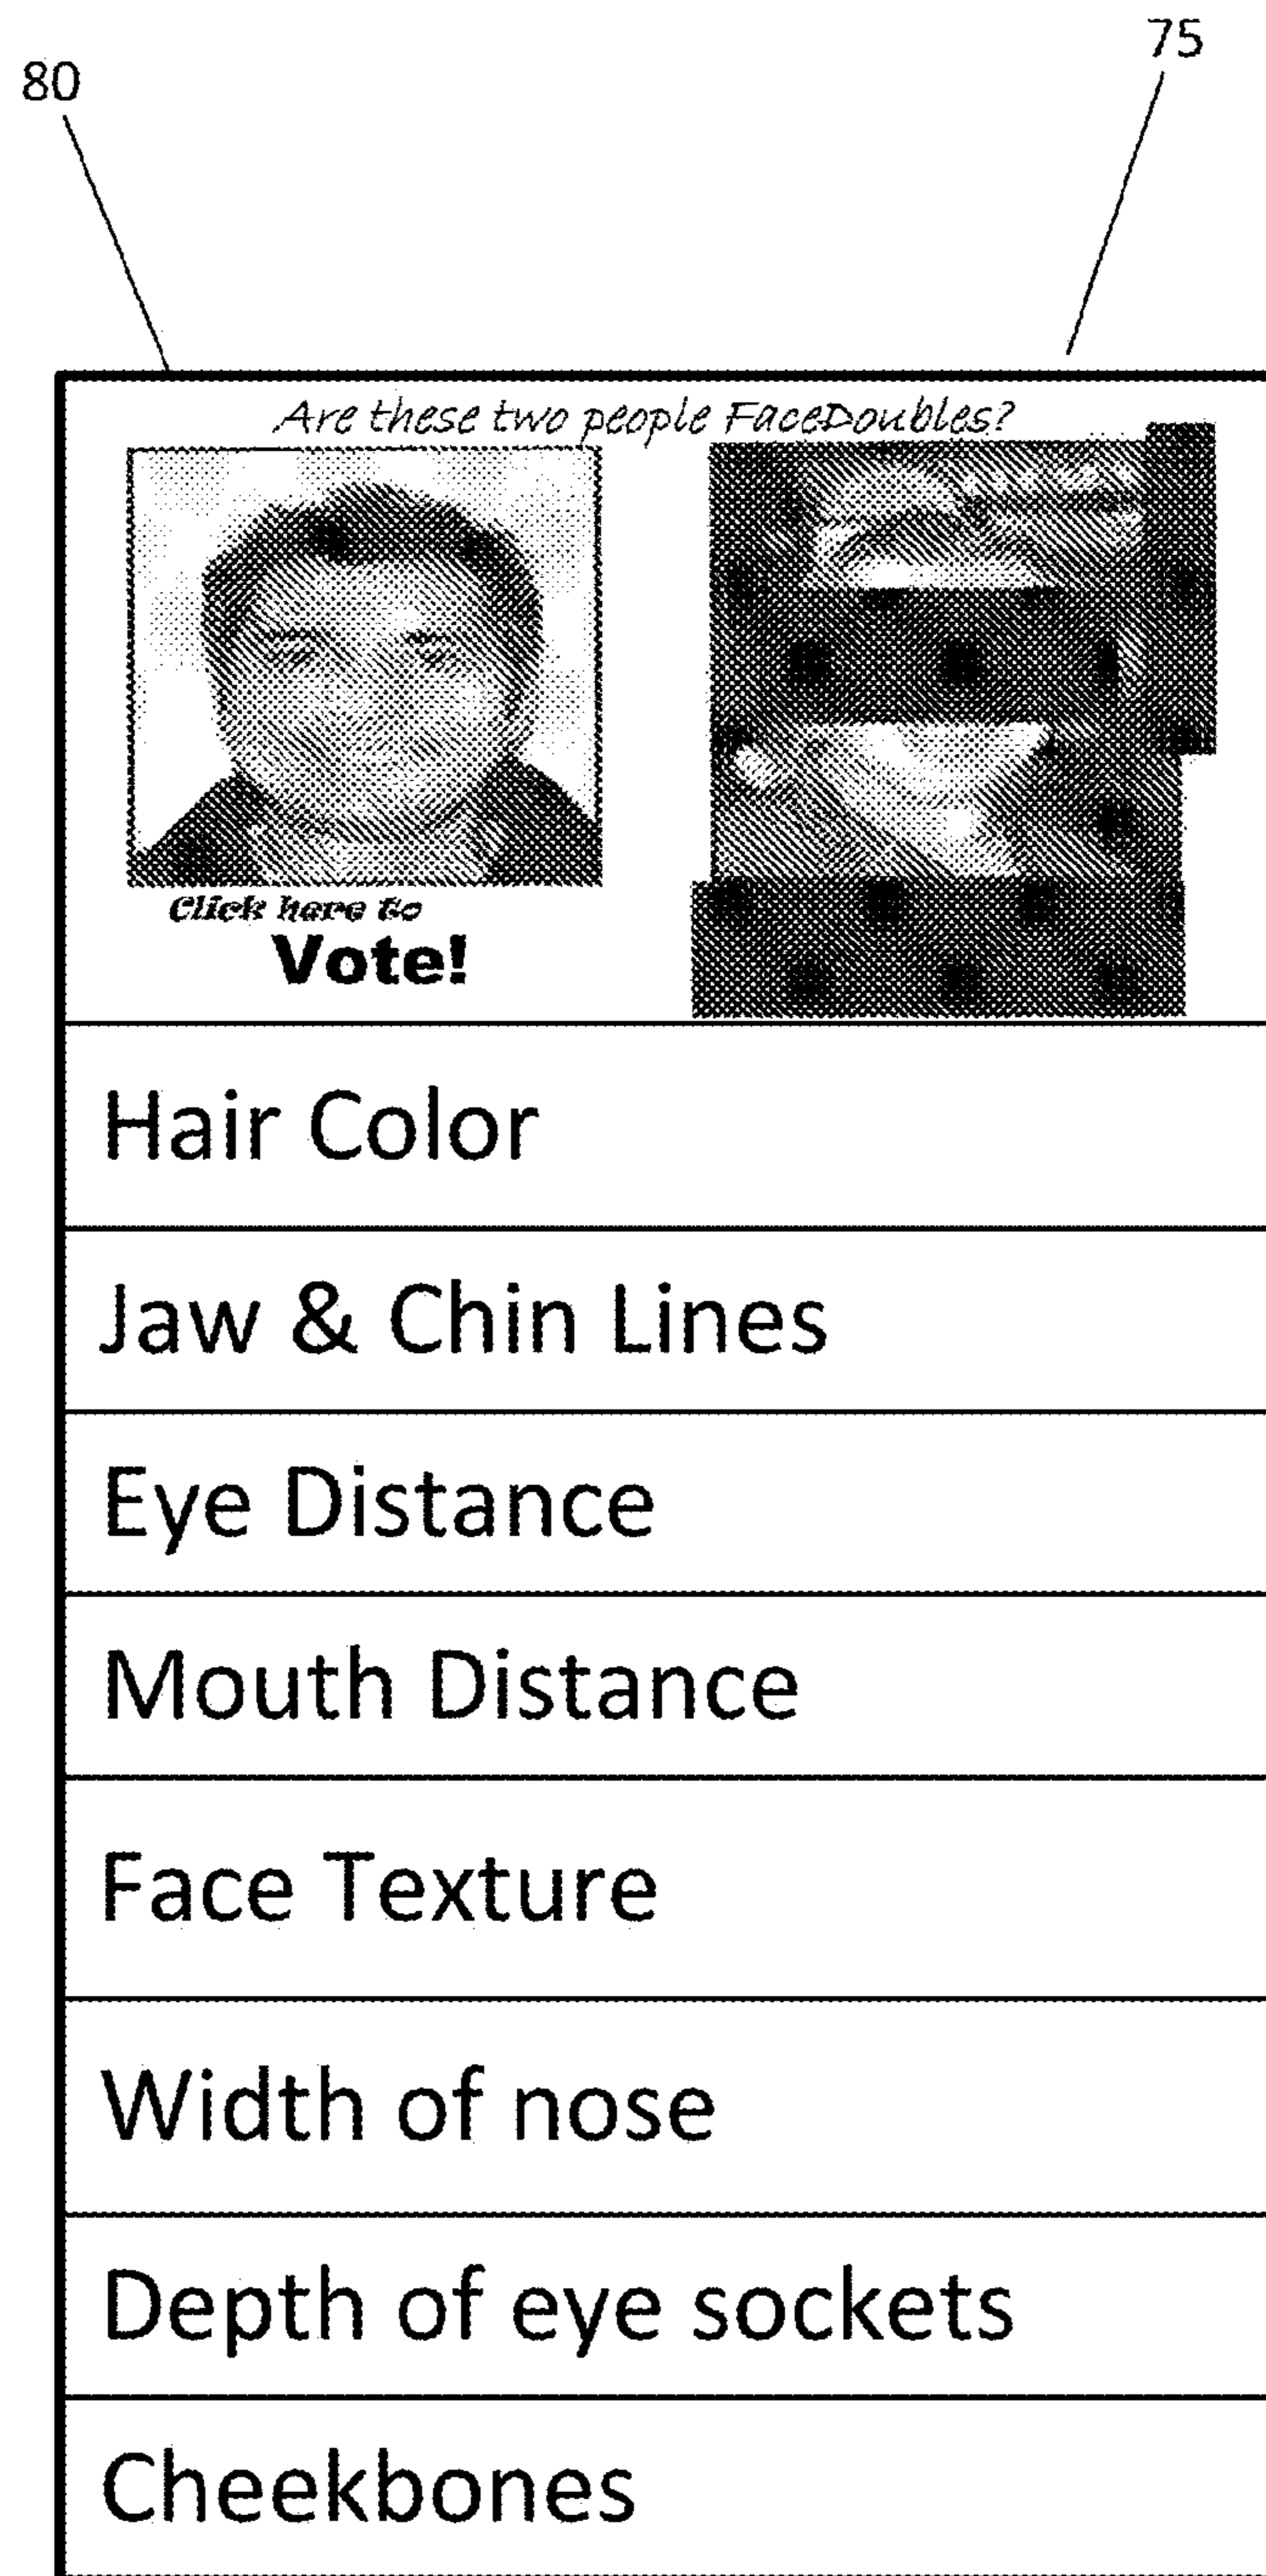 80
75
Are these two people FaceDoubles?
Click here to
Vote!
Hair Color
Jaw & Chin Lines
Eye Distance
Mouth Distance
Face Texture
Width of nose
Depth of eye sockets
Cheekbones